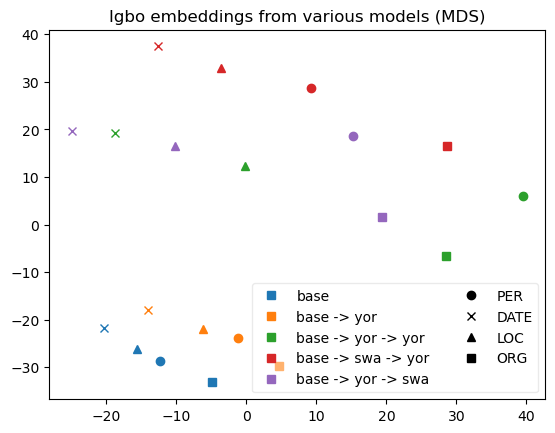 Igbo embeddings from various models (MDS)
40
30
20
10
0
−10
−20
−30
−20
−10
0
10
20
30
40
base
base -> yor
base -> yor -> yor
base -> swa -> yor
base -> yor -> swa
PER
DATE
LOC
ORG